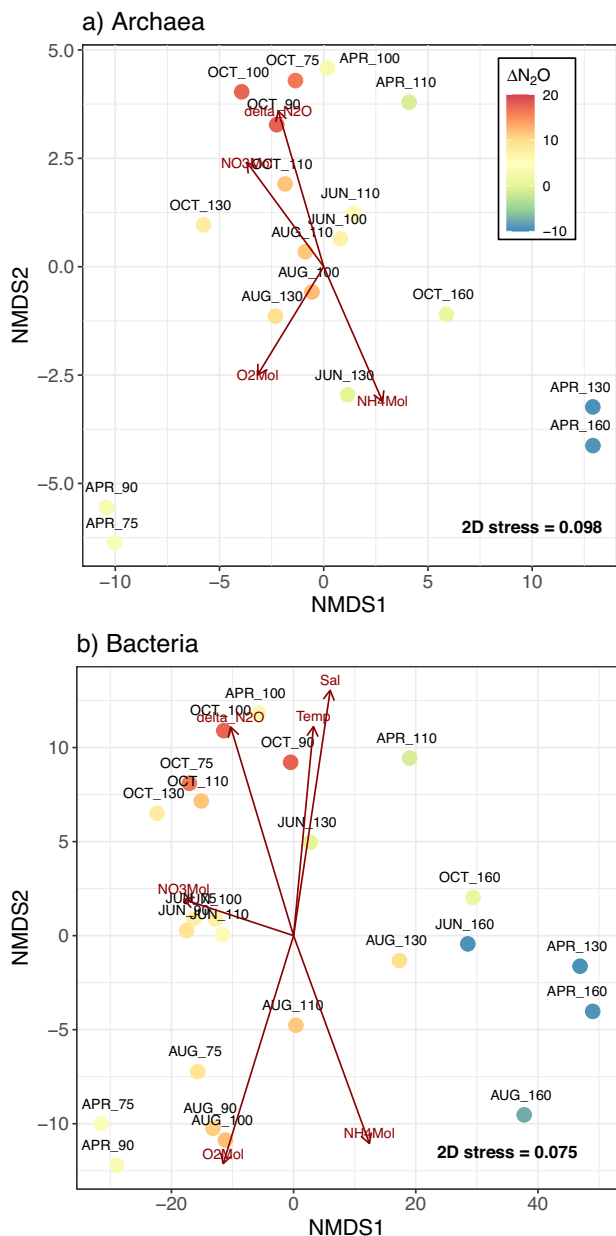 a) Archaea
5.0
2.5
0.0
−2.5
−5.0
NMDS2
OCT_100
OCT_75
APR_100
APR_110
OCT_90
delta_N2O
NO3Mol
OCT_110
OCT_130
JUN_110
JUN_100
AUG_110
AUG_100
AUG_130
OCT_160
O2Mol
JUN_130
NH4Mol
APR_130
APR_160
APR_90
APR_75
ΔN₂O
20
10
0
−10
2D stress = 0.098
−10
−5
0
5
10
NMDS1
b) Bacteria
10
5
0
−5
−10
NMDS2
Sal
APR_100
OCT_100
delta_N2O
Temp
OCT_90
APR_110
OCT_75
OCT_110
OCT_130
JUN_130
NO3Mol
JUN_75
JUN_100
JUN_90
JUN_110
OCT_160
JUN_160
AUG_130
APR_130
APR_160
AUG_110
AUG_75
APR_75
AUG_90
AUG_100
APR_90
O2Mol
NH4Mol
AUG_160
2D stress = 0.075
−20
0
20
40
NMDS1